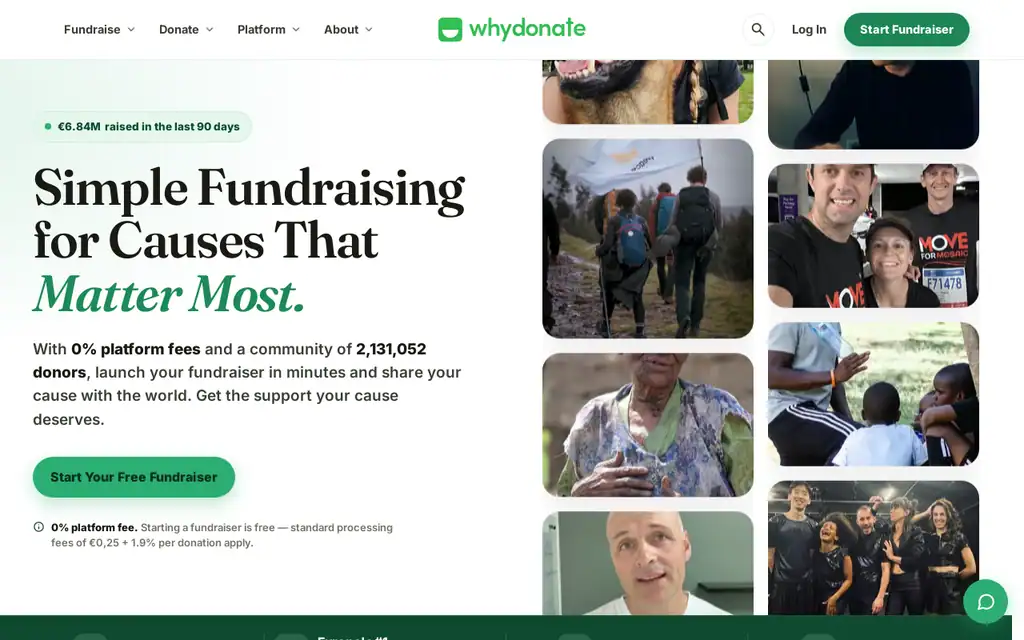 Fundraise
Donate
Platform
About
whydonate
Log In
Start Fundraiser
€6.84M raised in the last 90 days
Simple Fundraising
for Causes That
Matter Most.
With 0% platform fees and a community of 2,131,052
donors, launch your fundraiser in minutes and share your
cause with the world. Get the support your cause
deserves.
Start Your Free Fundraiser
0% platform fee. Starting a fundraiser is free — standard processing
fees of €0,25 + 1.9% per donation apply.
MOVE
FOR MOSAIC
F71478
MOVE